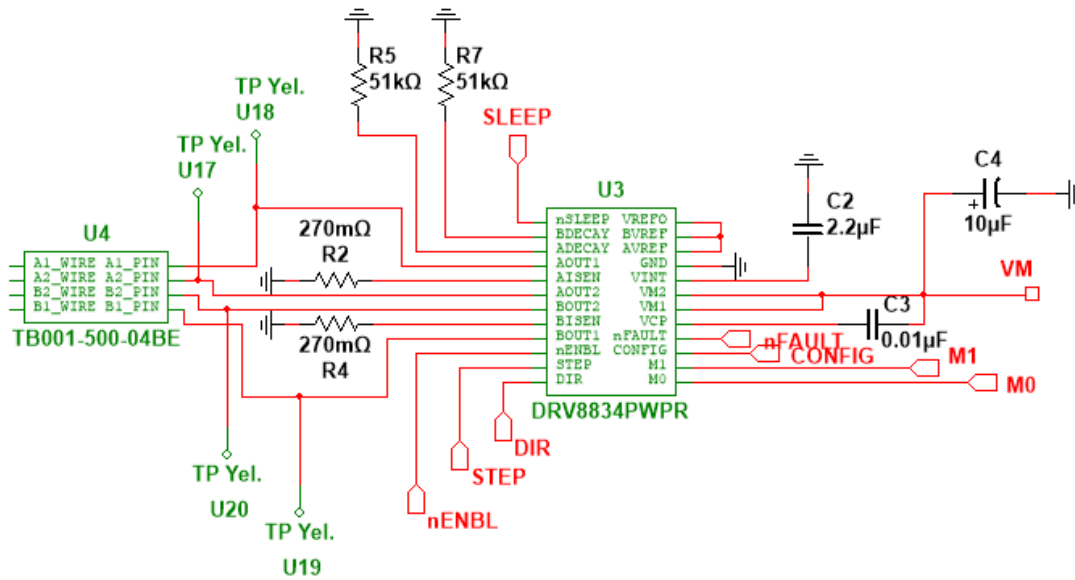 R5
51kΩ
R7
51kΩ
TP Yel.
U18
TP Yel.
U17
SLEEP
C4
+
10µF
C2
2.2µF
U3
U4
270mΩ
R2
nSLEEP VREFO
BDECAY BVREF
ADECAY AVREF
AOUT1 GND
AISEN VINT
AOUT2 VM2
BOUT2 VM1
BISEN VCP
BOUT1 nFAULT
nENBL CONFIG
STEP M1
DIR M0
A1_WIRE A1_PIN
A2_WIRE A2_PIN
B2_WIRE B2_PIN
B1_WIRE B1_PIN
VM
C3
0.01µF
TB001-500-04BE
270mΩ
R4
nFAULT
CONFIG
M1
M0
DRV8834PWPR
DIR
STEP
nENBL
TP Yel.
U20
TP Yel.
U19